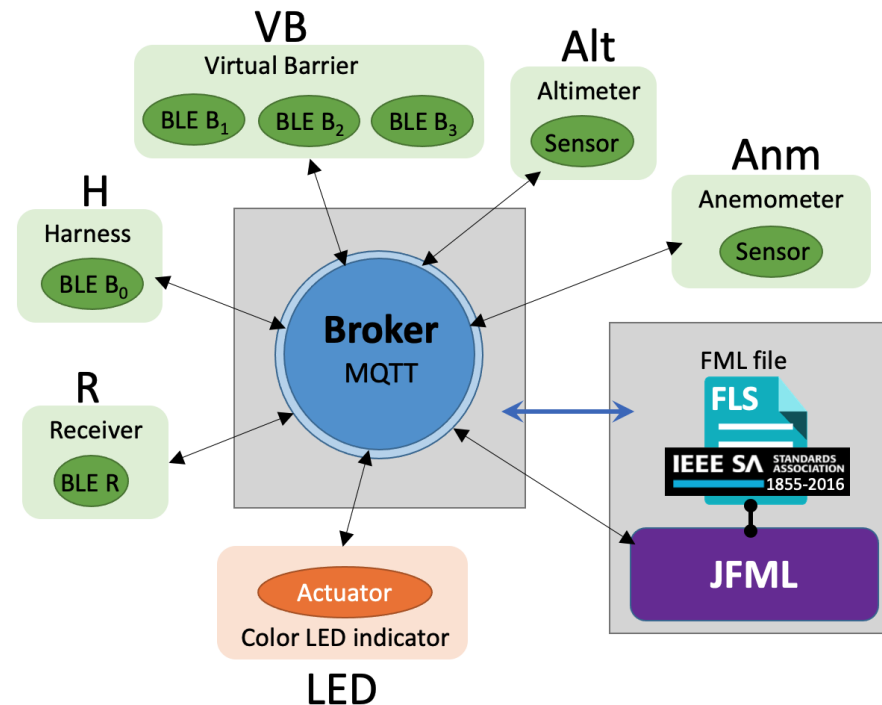 VB
Virtual Barrier
BLE B₁ BLE B₂ BLE B₃
Alt
Altimeter
Sensor
Anm
Anemometer
Sensor
H
Harness
BLE B₀
Broker
MQTT
R
Receiver
BLE R
FML file
FLS
IEEE SA STANDARDS ASSOCIATION
1855-2016
JFML
Actuator
Color LED indicator
LED